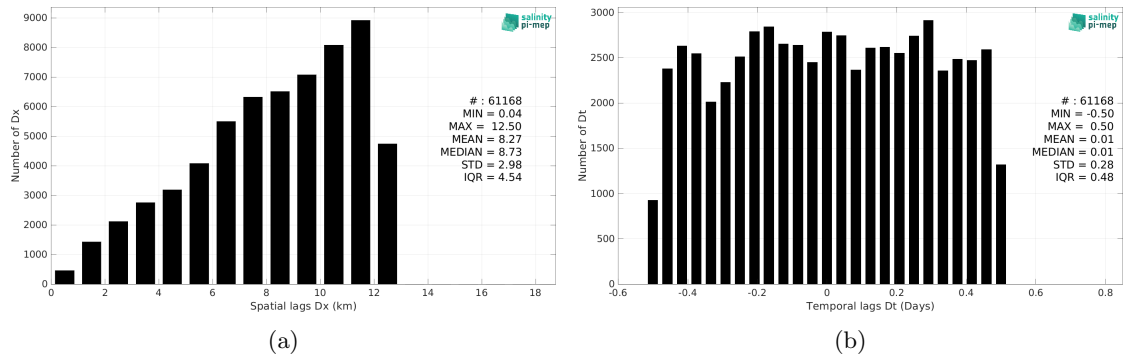 9000
8000
7000
6000
5000
4000
3000
2000
1000
0
Number of Dx
salinity
pi-mep
# : 61168
MIN = 0.04
MAX = 12.50
MEAN = 8.27
MEDIAN = 8.73
STD = 2.98
IQR = 4.54
0 2 4 6 8 10 12 14 16 18
Spatial lags Dx (km)
(a)
3000
2500
2000
1500
1000
500
0
Number of Dt
salinity
pi-mep
# : 61168
MIN = -0.50
MAX = 0.50
MEAN = 0.01
MEDIAN = 0.01
STD = 0.28
IQR = 0.48
-0.6 -0.4 -0.2 0 0.2 0.4 0.6 0.8
Temporal lags Dt (Days)
(b)